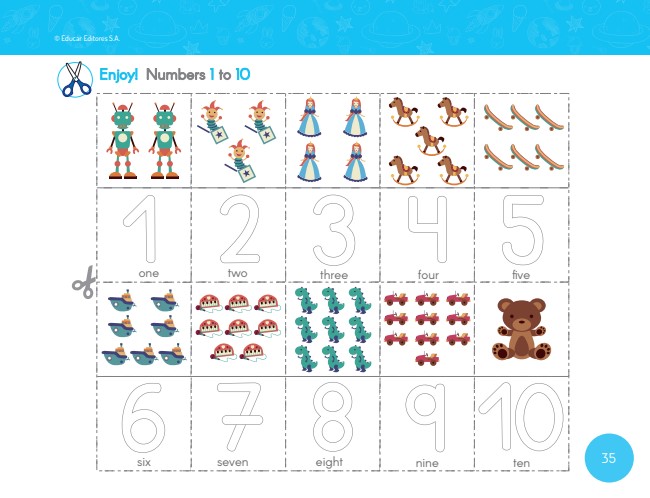 © Educar Editores S.A.
Enjoy! Numbers 1 to 10
1 2 3 4 5
one two three four five
6 7 8 9 10
six seven eight nine ten
35